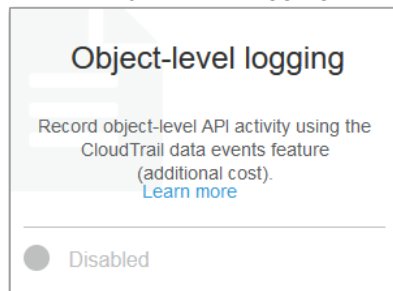 Object-level logging
Record object-level API activity using the
CloudTrail data events feature
(additional cost).
Learn more
Disabled